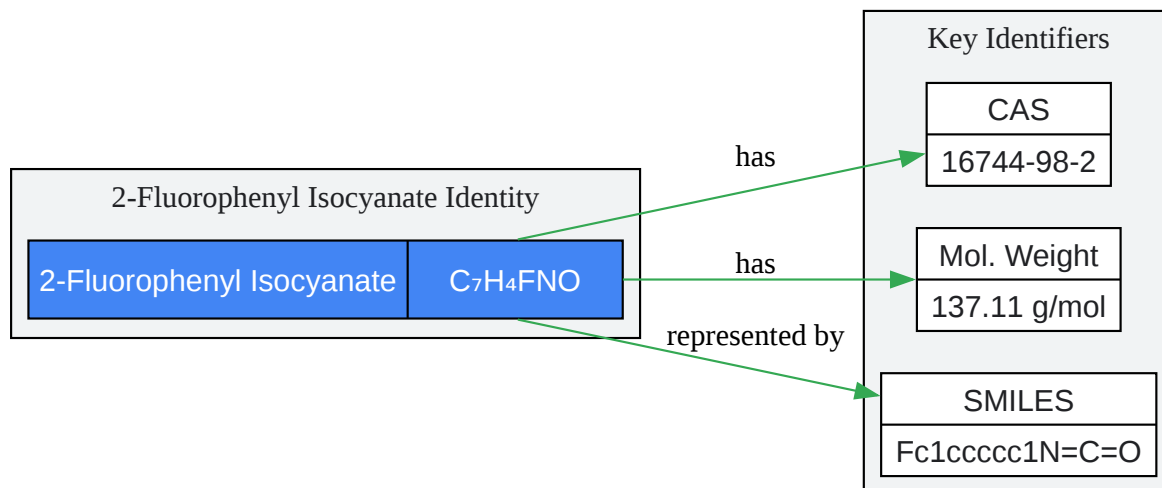 2-Fluorophenyl Isocyanate Identity
2-Fluorophenyl Isocyanate
C₇H₄FNO
has
has
represented by
Key Identifiers
CAS
16744-98-2
Mol. Weight
137.11 g/mol
SMILES
Fc1ccccc1N=C=O